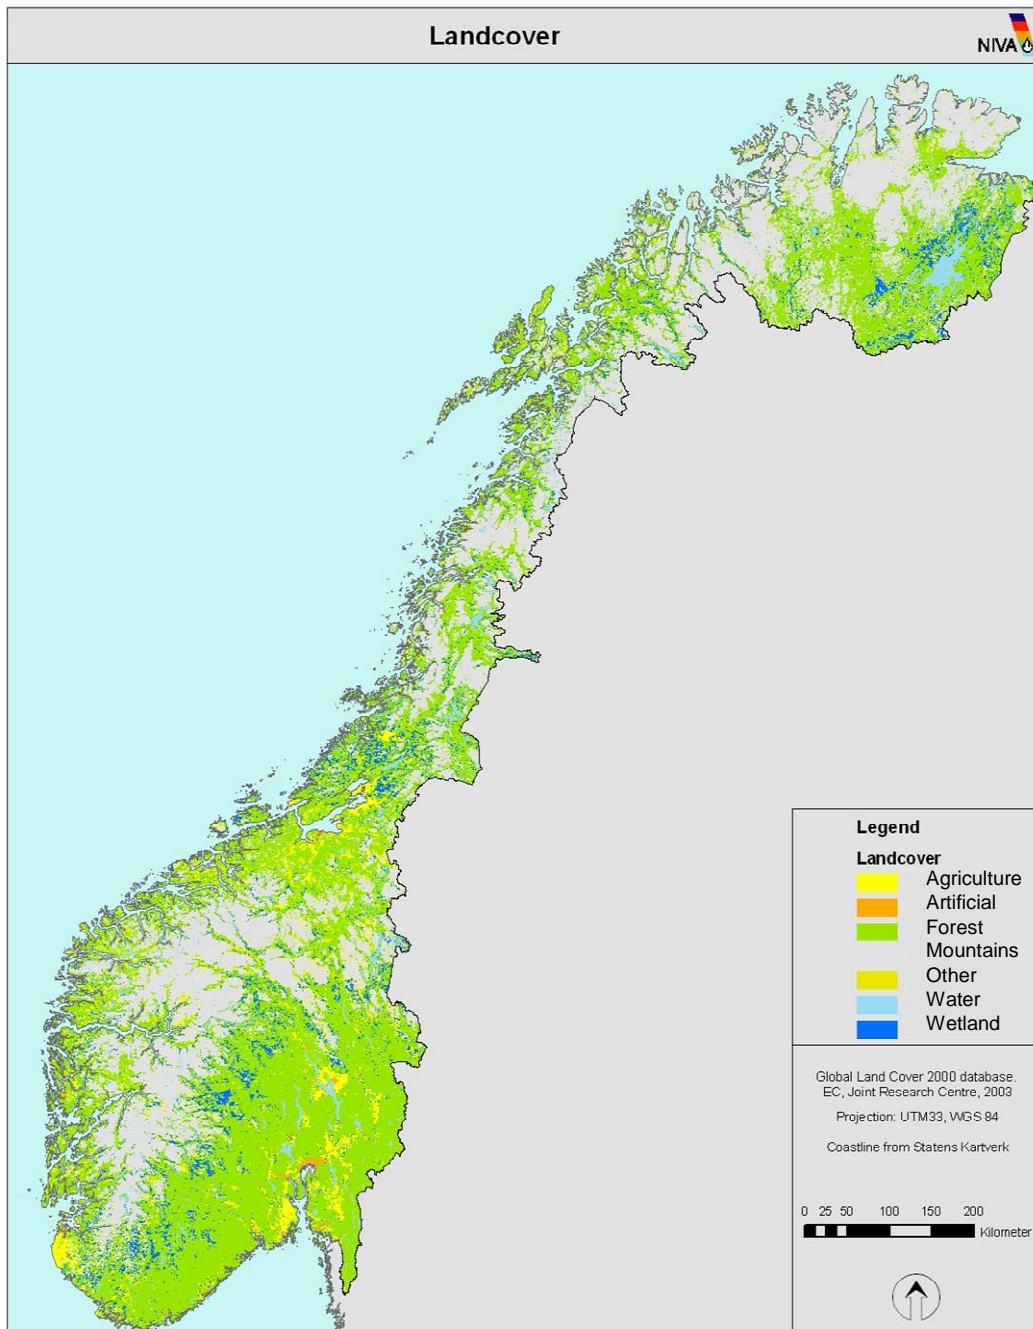 Landcover
NIVA
Legend
Landcover
Agriculture
Artificial
Forest
Mountains
Other
Water
Wetland
Global Land Cover 2000 database.
EC, Joint Research Centre, 2003
Projection: UTM33, WGS 84
Coastline from Statens Kartverk
0 25 50 100 150 200
Kilometer